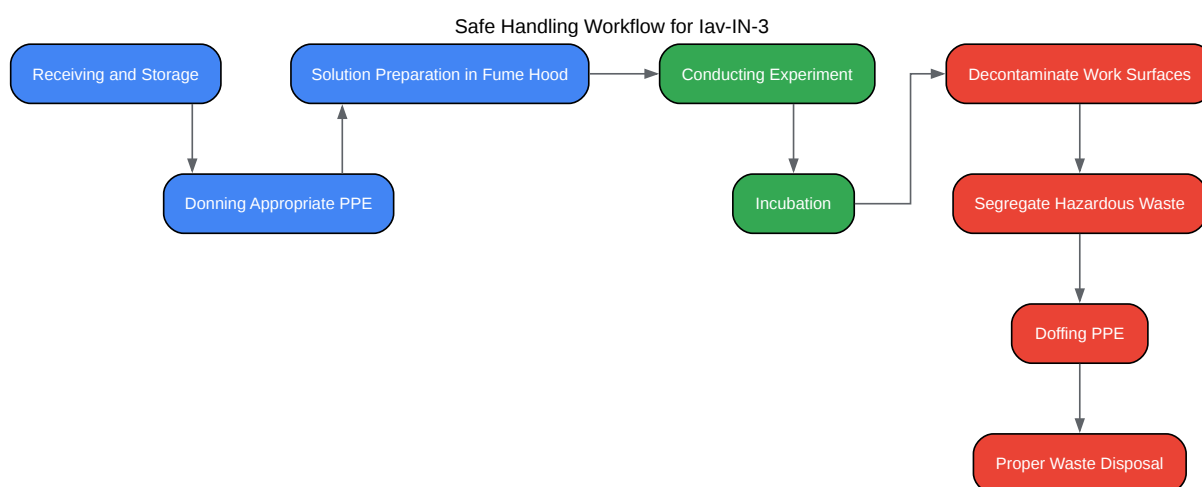 Safe Handling Workflow for Iav-IN-3
Receiving and Storage
Donning Appropriate PPE
Solution Preparation in Fume Hood
Conducting Experiment
Incubation
Decontaminate Work Surfaces
Segregate Hazardous Waste
Doffing PPE
Proper Waste Disposal